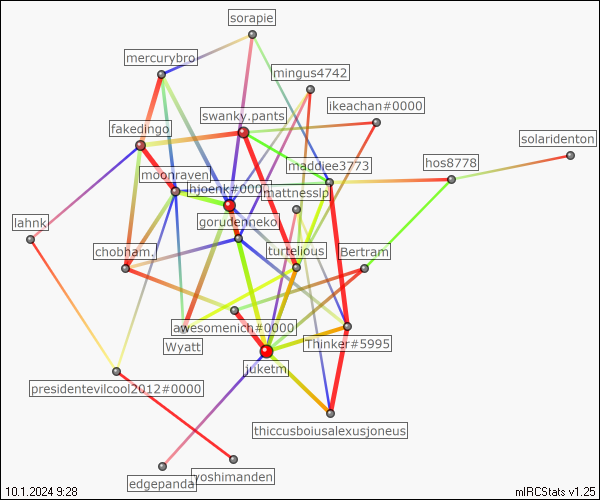 sorapie
mercurybro
mingus4742
ikeachan#0000
swanky.pants
fakedingo
solaridenton
hos8778
maddiee3773
moonraven
hjoenk#0000
mattnesslp
gorudenneko
lahnk
chobham.
turtelious
Bertram
awesomenich#0000
Wyatt
Thinker#5995
juketm
presidentevilcool2012#0000
thiccusboiusalexusjoneus
edgepanda
yoshimanden
10.1.2024 9:28
mIRCStats v1.25